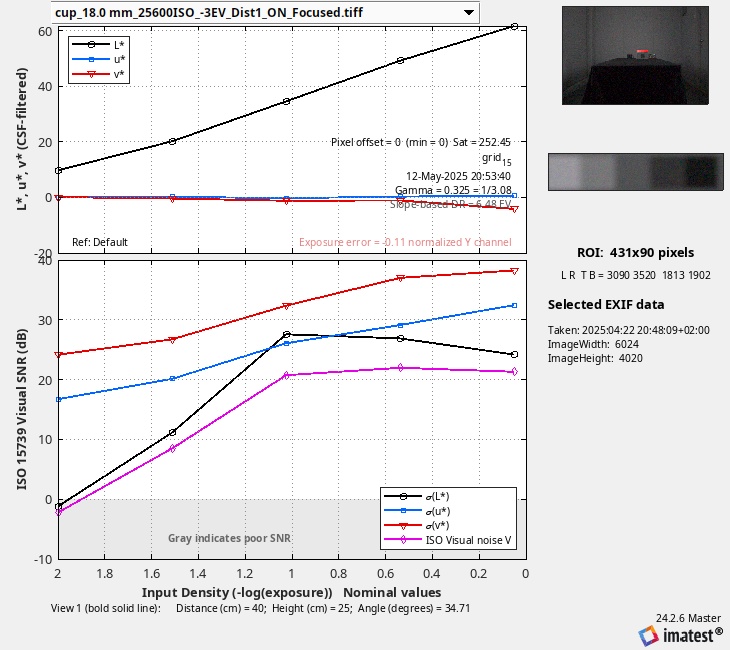 cup_18.0 mm_25600ISO_-3EV_Dist1_ON_Focused.tiff
L*, u*, v* (CSF-filtered)
60
40
20
0
-20
L*
u*
v*
Pixel offset = 0 (min = 0) Sat = 252.45
grid15
12-May-2025 20:53:40
Gamma = 0.325 = 1/3.08
Slope-based DR = 6.48 EV
Ref: Default
Exposure error = -0.11 normalized Y channel
ISO 15739 Visual SNR (dB)
40
30
20
10
0
-10
σ(L*)
σ(u*)
σ(v*)
ISO Visual noise V
Gray indicates poor SNR
2 1.8 1.6 1.4 1.2 1 0.8 0.6 0.4 0.2 0
Input Density (-log(exposure)) Nominal values
View 1 (bold solid line): Distance (cm) = 40; Height (cm) = 25; Angle (degrees) = 34.71
ROI: 431x90 pixels
L R T B = 3090 3520 1813 1902
Selected EXIF data
Taken: 2025:04:22 20:48:09+02:00
ImageWidth: 6024
ImageHeight: 4020
24.2.6 Master
imatest®